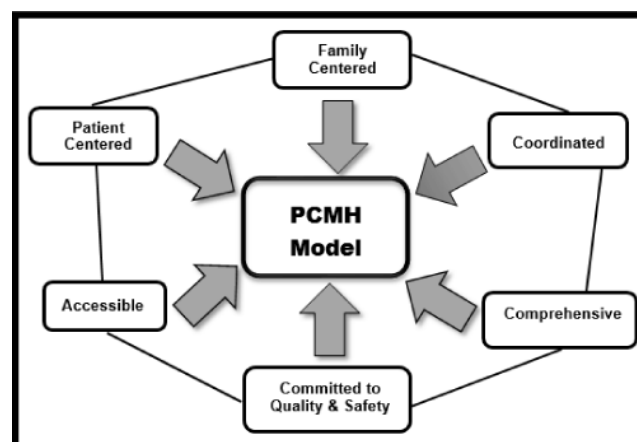 Family
Centered
Patient
Centered
Coordinated
PCMH
Model
Accessible
Comprehensive
Committed to
Quality & Safety